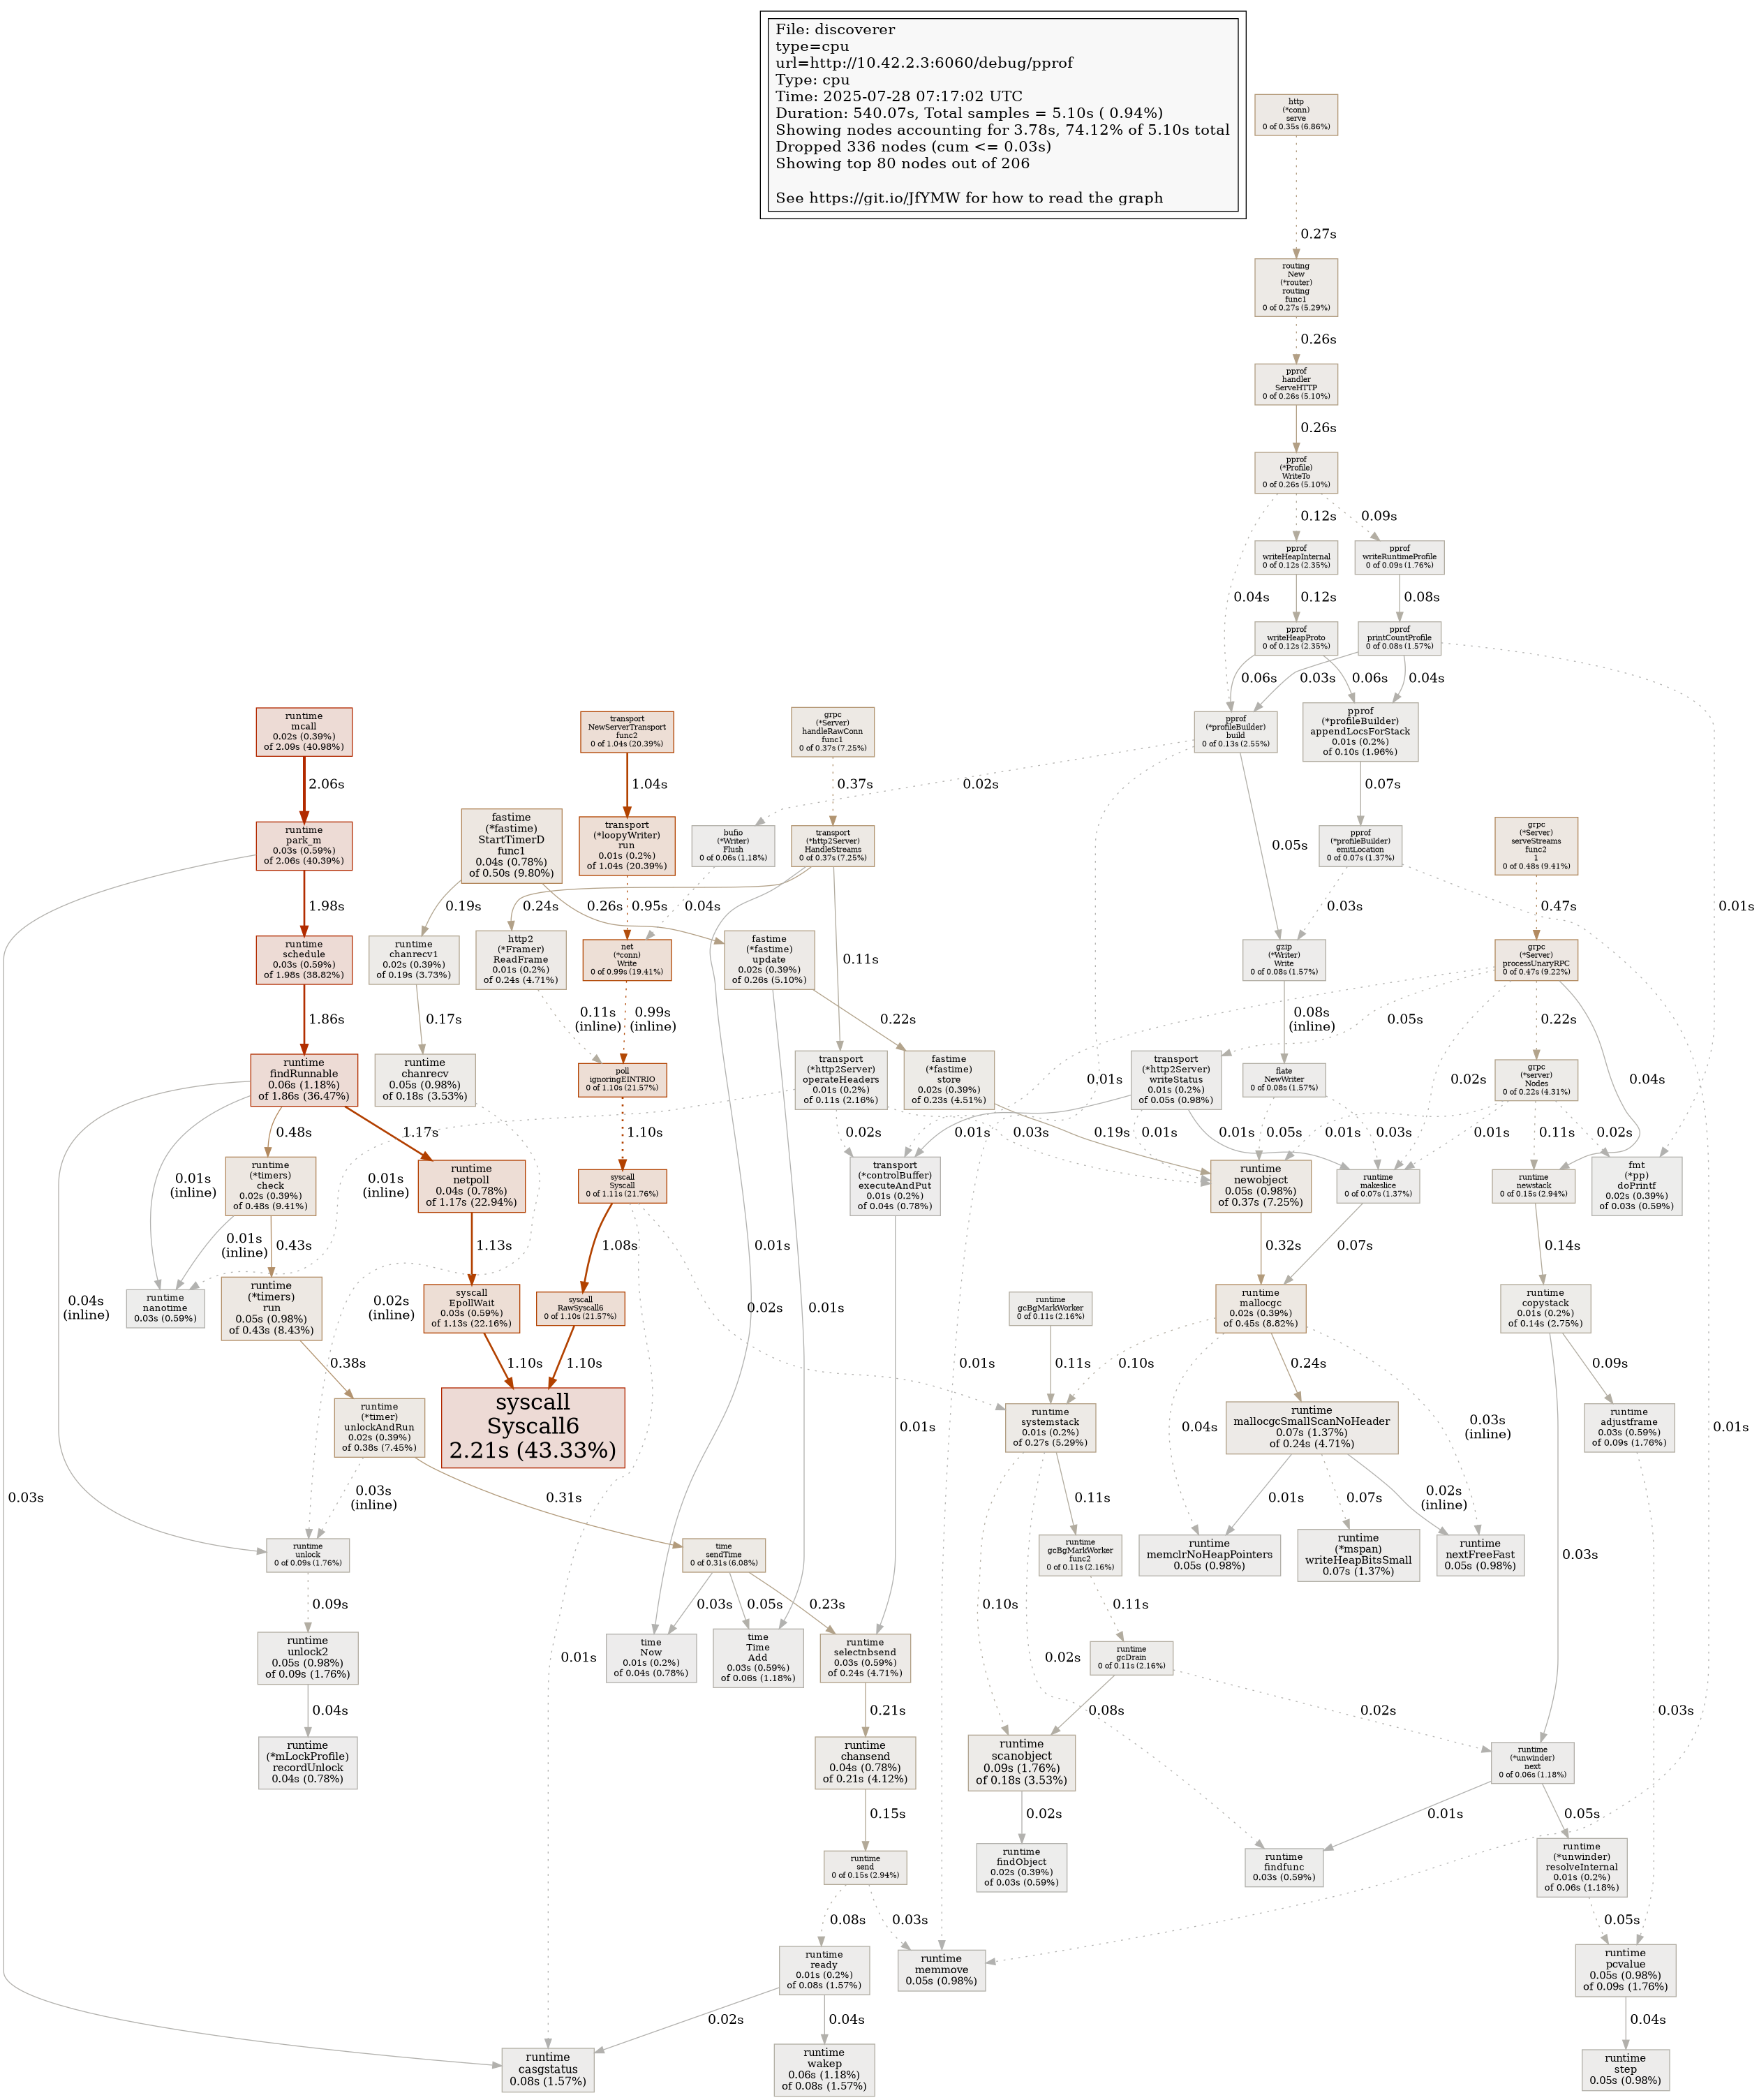 File: discoverer
type=cpu
url=http://10.42.2.3:6060/debug/pprof
Type: cpu
Time: 2025-07-28 07:17:02 UTC
Duration: 540.07s, Total samples = 5.10s ( 0.94%)
Showing nodes accounting for 3.78s, 74.12% of 5.10s total
Dropped 336 nodes (cum <= 0.03s)
Showing top 80 nodes out of 206
See https://git.io/JfYMW for how to read the graph
http
(*conn)
serve
0 of 0.35s (6.86%)
0.27s
routing
New
(*router)
routing
func1
0 of 0.27s (5.29%)
0.26s
pprof
handler
ServeHTTP
0 of 0.26s (5.10%)
0.26s
pprof
(*Profile)
WriteTo
0 of 0.26s (5.10%)
0.04s
0.12s
0.09s
pprof
writeHeapInternal
0 of 0.12s (2.35%)
pprof
writeRuntimeProfile
0 of 0.09s (1.76%)
0.12s
0.08s
pprof
writeHeapProto
0 of 0.12s (2.35%)
pprof
printCountProfile
0 of 0.08s (1.57%)
0.06s
0.03s
0.06s
0.04s
0.01s
runtime
mcall
0.02s (0.39%)
of 2.09s (40.98%)
transport
NewServerTransport
func2
0 of 1.04s (20.39%)
grpc
(*Server)
handleRawConn
func1
0 of 0.37s (7.25%)
pprof
(*profileBuilder)
build
0 of 0.13s (2.55%)
pprof
(*profileBuilder)
appendLocsForStack
0.01s (0.2%)
of 0.10s (1.96%)
2.06s
1.04s
0.37s
0.02s
0.05s
0.07s
runtime
park_m
0.03s (0.59%)
of 2.06s (40.39%)
fastime
(*fastime)
StartTimerD
func1
0.04s (0.78%)
of 0.50s (9.80%)
transport
(*loopyWriter)
run
0.01s (0.2%)
of 1.04s (20.39%)
bufio
(*Writer)
Flush
0 of 0.06s (1.18%)
transport
(*http2Server)
HandleStreams
0 of 0.37s (7.25%)
pprof
(*profileBuilder)
emitLocation
0 of 0.07s (1.37%)
grpc
(*Server)
serveStreams
func2
1
0 of 0.48s (9.41%)
1.98s
0.19s
0.26s
0.95s
0.04s
0.24s
0.11s
0.03s
0.47s
runtime
schedule
0.03s (0.59%)
of 1.98s (38.82%)
runtime
chanrecv1
0.02s (0.39%)
of 0.19s (3.73%)
http2
(*Framer)
ReadFrame
0.01s (0.2%)
of 0.24s (4.71%)
net
(*conn)
Write
0 of 0.99s (19.41%)
fastime
(*fastime)
update
0.02s (0.39%)
of 0.26s (5.10%)
gzip
(*Writer)
Write
0 of 0.08s (1.57%)
grpc
(*Server)
processUnaryRPC
0 of 0.47s (9.22%)
1.86s
0.17s
0.11s
(inline)
0.99s
(inline)
0.22s
0.01s
0.08s
(inline)
0.05s
0.02s
0.22s
0.04s
runtime
findRunnable
0.06s (1.18%)
of 1.86s (36.47%)
runtime
chanrecv
0.05s (0.98%)
of 0.18s (3.53%)
poll
ignoringEINTRIO
0 of 1.10s (21.57%)
transport
(*http2Server)
operateHeaders
0.01s (0.2%)
of 0.11s (2.16%)
fastime
(*fastime)
store
0.02s (0.39%)
of 0.23s (4.51%)
transport
(*http2Server)
writeStatus
0.01s (0.2%)
of 0.05s (0.98%)
flate
NewWriter
0 of 0.08s (1.57%)
grpc
(*server)
Nodes
0 of 0.22s (4.31%)
0.01s
(inline)
0.48s
1.17s
0.01s
(inline)
1.10s
0.02s
0.03s
0.19s
0.01s
0.01s
0.01s
0.05s
0.03s
0.01s
0.01s
0.11s
0.02s
runtime
(*timers)
check
0.02s (0.39%)
of 0.48s (9.41%)
runtime
netpoll
0.04s (0.78%)
of 1.17s (22.94%)
syscall
Syscall
0 of 1.11s (21.76%)
transport
(*controlBuffer)
executeAndPut
0.01s (0.2%)
of 0.04s (0.78%)
runtime
newobject
0.05s (0.98%)
of 0.37s (7.25%)
runtime
makeslice
0 of 0.07s (1.37%)
runtime
newstack
0 of 0.15s (2.94%)
fmt
(*pp)
doPrintf
0.02s (0.39%)
of 0.03s (0.59%)
0.01s
(inline)
0.43s
1.13s
1.08s
0.01s
0.32s
0.07s
0.14s
0.04s
(inline)
runtime
nanotime
0.03s (0.59%)
runtime
(*timers)
run
0.05s (0.98%)
of 0.43s (8.43%)
0.02s
(inline)
syscall
EpollWait
0.03s (0.59%)
of 1.13s (22.16%)
syscall
RawSyscall6
0 of 1.10s (21.57%)
0.02s
0.01s
runtime
gcBgMarkWorker
0 of 0.11s (2.16%)
runtime
mallocgc
0.02s (0.39%)
of 0.45s (8.82%)
runtime
copystack
0.01s (0.2%)
of 0.14s (2.75%)
0.38s
1.10s
1.10s
0.01s
0.11s
0.10s
0.24s
0.09s
runtime
(*timer)
unlockAndRun
0.02s (0.39%)
of 0.38s (7.45%)
syscall
Syscall6
2.21s (43.33%)
0.01s
runtime
systemstack
0.01s (0.2%)
of 0.27s (5.29%)
0.04s
runtime
mallocgcSmallScanNoHeader
0.07s (1.37%)
of 0.24s (4.71%)
0.03s
(inline)
runtime
adjustframe
0.03s (0.59%)
of 0.09s (1.76%)
0.01s
0.03s
0.03s
(inline)
0.31s
0.11s
0.01s
0.07s
0.02s
(inline)
runtime
unlock
0 of 0.09s (1.76%)
time
sendTime
0 of 0.31s (6.08%)
runtime
gcBgMarkWorker
func2
0 of 0.11s (2.16%)
runtime
memclrNoHeapPointers
0.05s (0.98%)
runtime
(*mspan)
writeHeapBitsSmall
0.07s (1.37%)
runtime
nextFreeFast
0.05s (0.98%)
0.03s
0.09s
0.03s
0.05s
0.23s
0.10s
0.11s
runtime
unlock2
0.05s (0.98%)
of 0.09s (1.76%)
0.01s
time
Now
0.01s (0.2%)
of 0.04s (0.78%)
time
Time
Add
0.03s (0.59%)
of 0.06s (1.18%)
runtime
selectnbsend
0.03s (0.59%)
of 0.24s (4.71%)
0.02s
runtime
gcDrain
0 of 0.11s (2.16%)
0.04s
0.21s
0.08s
0.02s
0.03s
runtime
(*mLockProfile)
recordUnlock
0.04s (0.78%)
runtime
chansend
0.04s (0.78%)
of 0.21s (4.12%)
runtime
scanobject
0.09s (1.76%)
of 0.18s (3.53%)
runtime
(*unwinder)
next
0 of 0.06s (1.18%)
0.15s
0.02s
0.01s
0.05s
runtime
send
0 of 0.15s (2.94%)
runtime
findObject
0.02s (0.39%)
of 0.03s (0.59%)
runtime
findfunc
0.03s (0.59%)
runtime
(*unwinder)
resolveInternal
0.01s (0.2%)
of 0.06s (1.18%)
0.08s
0.03s
0.05s
runtime
ready
0.01s (0.2%)
of 0.08s (1.57%)
runtime
memmove
0.05s (0.98%)
runtime
pcvalue
0.05s (0.98%)
of 0.09s (1.76%)
0.02s
0.04s
0.04s
runtime
casgstatus
0.08s (1.57%)
runtime
wakep
0.06s (1.18%)
of 0.08s (1.57%)
runtime
step
0.05s (0.98%)